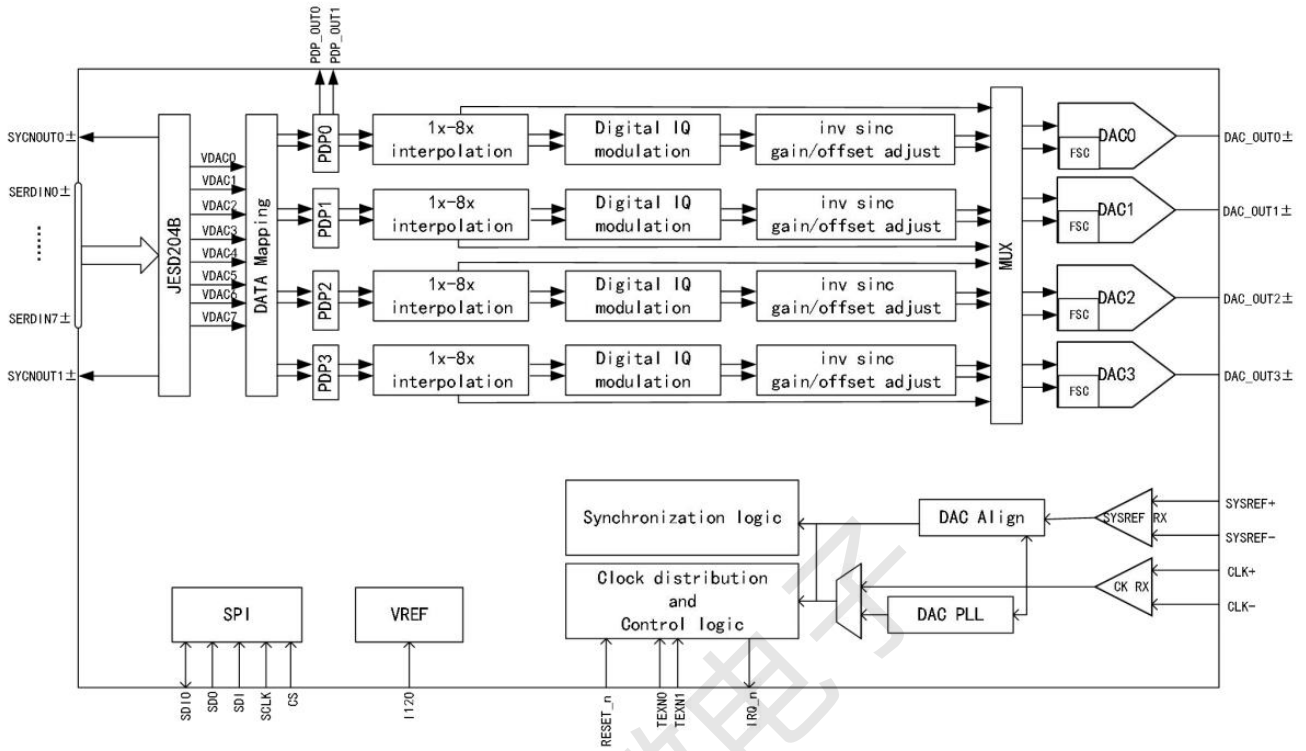 PDP_OUT0
PDP_OUT1
SYCNOUT0±
SERDIN0±
......
SERDIN7±
SYCNOUT1±
JESD204B
VDAC0
VDAC1
VDAC2
VDAC3
VDAC4
VDAC5
VDAC6
VDAC7
DATA Mapping
PDP0
1x-8x
interpolation
Digital IQ
modulation
inv sinc
gain/offset adjust
PDP1
1x-8x
interpolation
Digital IQ
modulation
inv sinc
gain/offset adjust
PDP2
1x-8x
interpolation
Digital IQ
modulation
inv sinc
gain/offset adjust
PDP3
1x-8x
interpolation
Digital IQ
modulation
inv sinc
gain/offset adjust
MUX
DAC0
FSC
DAC_OUT0±
DAC1
FSC
DAC_OUT1±
DAC2
FSC
DAC_OUT2±
DAC3
FSC
DAC_OUT3±
Synchronization logic
DAC Align
SYSREF RX
SYSREF+
SYSREF-
Clock distribution
and
Control logic
DAC PLL
CK RX
CLK+
CLK-
SPI
VREF
SDIO
SDO
SDI
SCLK
CS
I120
RESET_n
TEXN0
TEXN1
IRQ_n
电子